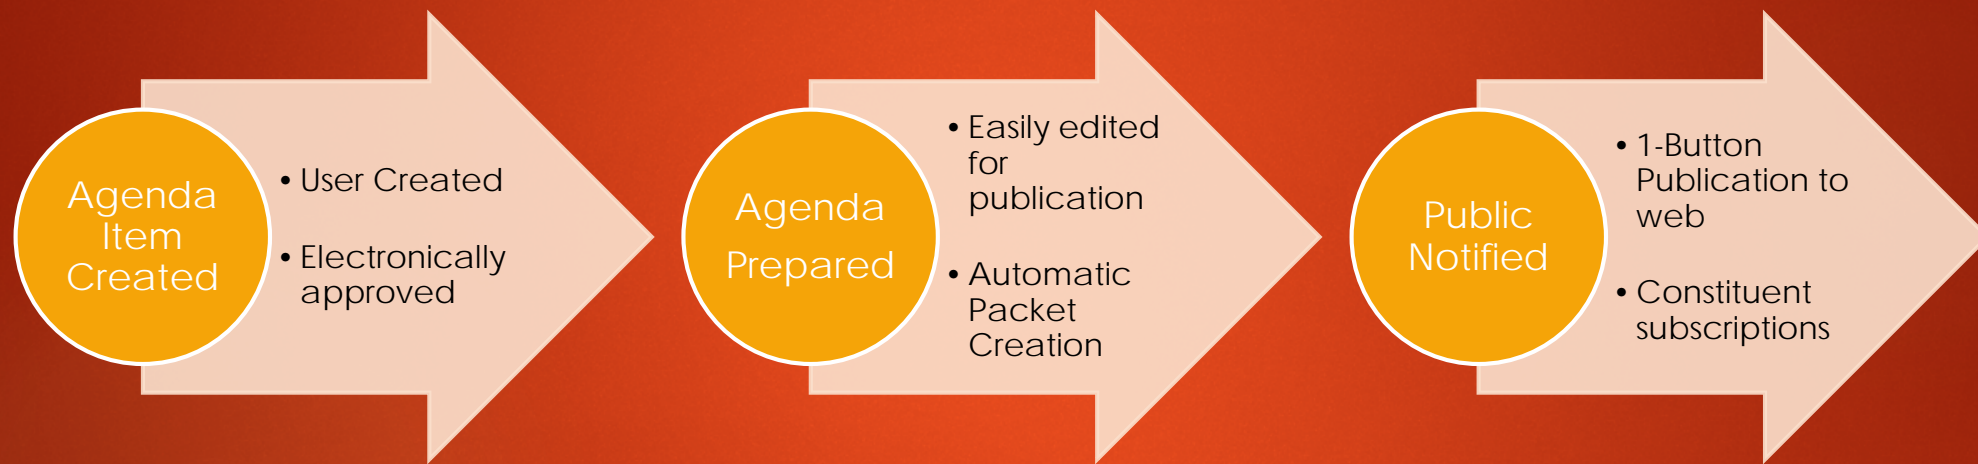 Agenda
Item
Created
• User Created
• Electronically
approved
Agenda
Prepared
• Easily edited
for
publication
• Automatic
Packet
Creation
Public
Notified
• 1-Button
Publication to
web
• Constituent
subscriptions